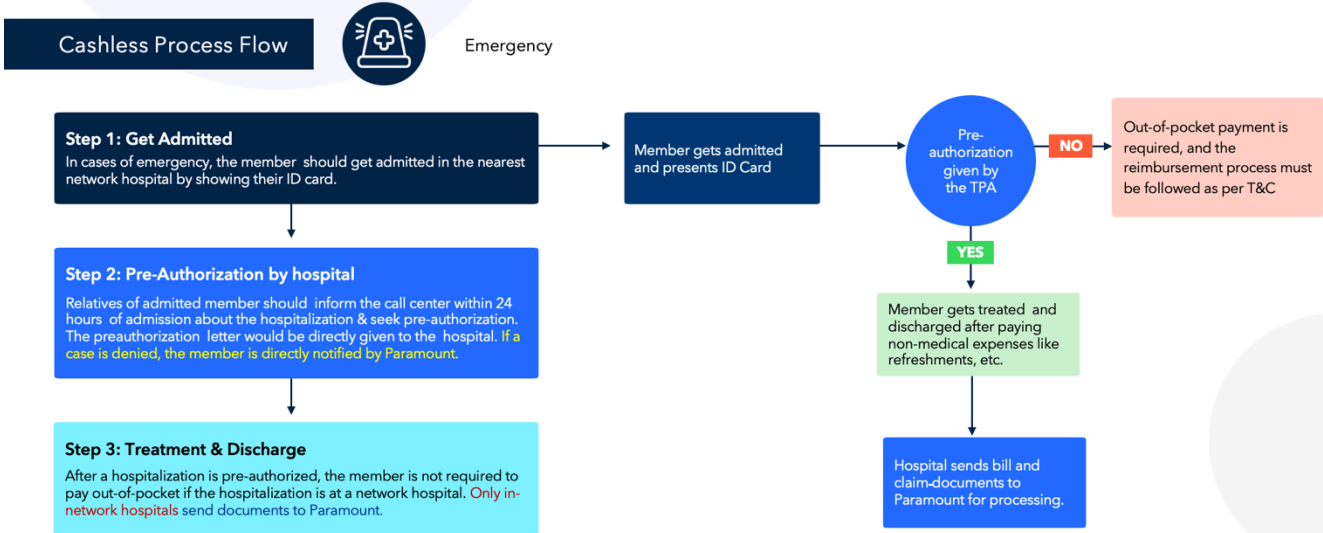 Cashless Process Flow
Emergency
Step 1: Get Admitted
In cases of emergency, the member should get admitted in the nearest
network hospital by showing their ID card.
Member gets admitted
and presents ID Card
Pre-
authorization
given by
the TPA
NO
Out-of-pocket payment is
required, and the
reimbursement process must
be followed as per T&C
YES
Step 2: Pre-Authorization by hospital
Relatives of admitted member should inform the call center within 24
hours of admission about the hospitalization & seek pre-authorization.
The preauthorization letter would be directly given to the hospital. If a
case is denied, the member is directly notified by Paramount.
Member gets treated and
discharged after paying
non-medical expenses like
refreshments, etc.
Step 3: Treatment & Discharge
After a hospitalization is pre-authorized, the member is not required to
pay out-of-pocket if the hospitalization is at a network hospital. Only in-
network hospitals send documents to Paramount.
Hospital sends bill and
claim-documents to
Paramount for processing.